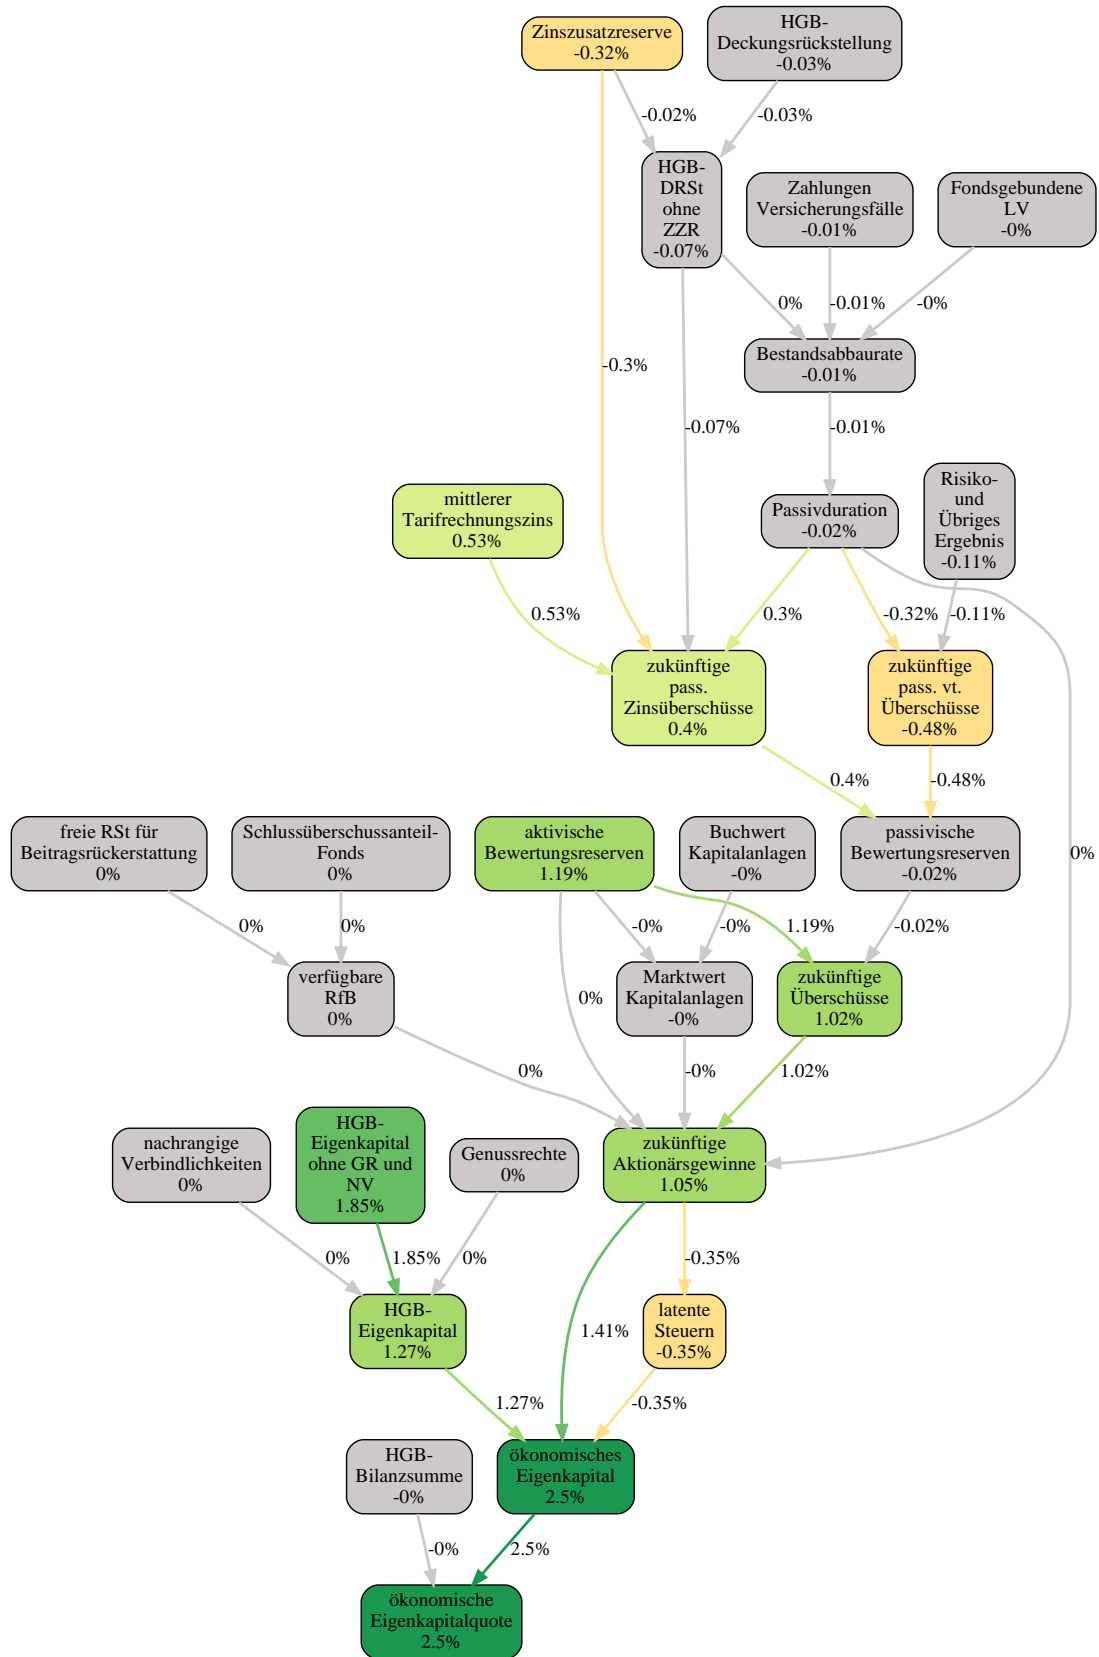 Zinszusatzreserve
-0.32%
HGB-
Deckungsrückstellung
-0.03%
-0.02%
-0.03%
HGB-
DRSt
ohne
ZZR
-0.07%
Zahlungen
Versicherungsfälle
-0.01%
Fondsgebundene
LV
-0%
0%
-0.01%
-0%
Bestandsabbaurate
-0.01%
-0.3%
-0.07%
-0.01%
mittlerer
Tarifrechnungszins
0.53%
Passivduration
-0.02%
Risiko-
und
Übriges
Ergebnis
-0.11%
0.53%
0.3%
-0.32%
-0.11%
zukünftige
pass.
Zinsüberschüsse
0.4%
zukünftige
pass. vt.
Überschüsse
-0.48%
0.4%
-0.48%
freie RSt für
Beitragsrückerstattung
0%
Schlussüberschussanteil-
Fonds
0%
aktivische
Bewertungsreserven
1.19%
Buchwert
Kapitalanlagen
-0%
passivische
Bewertungsreserven
-0.02%
0%
0%
0%
-0%
-0%
1.19%
-0.02%
verfügbare
RfB
0%
0%
Marktwert
Kapitalanlagen
-0%
zukünftige
Überschüsse
1.02%
0%
-0%
1.02%
nachrangige
Verbindlichkeiten
0%
HGB-
Eigenkapital
ohne GR und
NV
1.85%
Genussrechte
0%
zukünftige
Aktionärsgewinne
1.05%
0%
1.85%
0%
-0.35%
HGB-
Eigenkapital
1.27%
1.41%
latente
Steuern
-0.35%
1.27%
-0.35%
HGB-
Bilanzsumme
-0%
ökonomisches
Eigenkapital
2.5%
-0%
2.5%
ökonomische
Eigenkapitalquote
2.5%